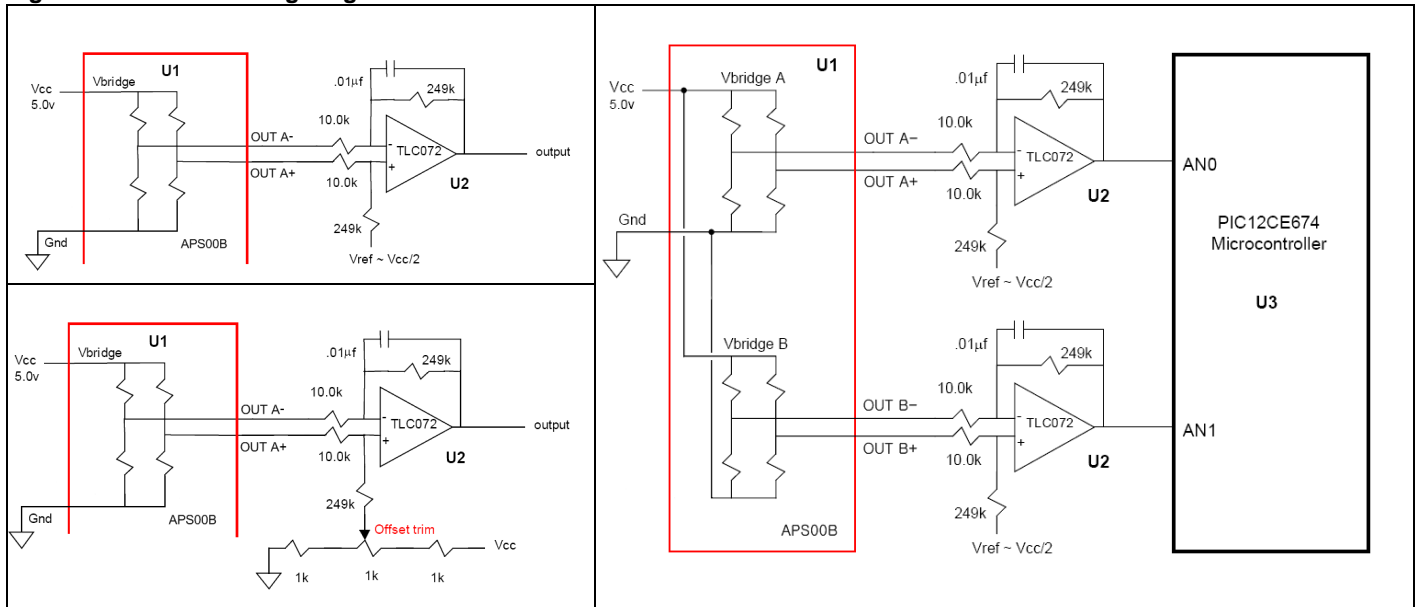 U1
Vbridge
Vcc
5.0v
.01µf
249k
10.0k
OUT A-
-
TLC072
output
OUT A+
+
10.0k
U2
249k
Gnd
APS00B
Vref ~ Vcc/2
U1
Vbridge
Vcc
5.0v
.01µf
249k
10.0k
OUT A-
-
TLC072
output
OUT A+
+
10.0k
U2
249k
Gnd
APS00B
Offset trim
Vcc
1k
1k
1k
U1
Vbridge A
Vcc
5.0v
.01µf
249k
10.0k
OUT A−
-
TLC072
AN0
OUT A+
+
10.0k
U2
Gnd
249k
Vref ~ Vcc/2
PIC12CE674
Microcontroller
U3
Vbridge B
.01µf
249k
10.0k
OUT B−
-
TLC072
AN1
OUT B+
+
10.0k
U2
249k
APS00B
Vref ~ Vcc/2